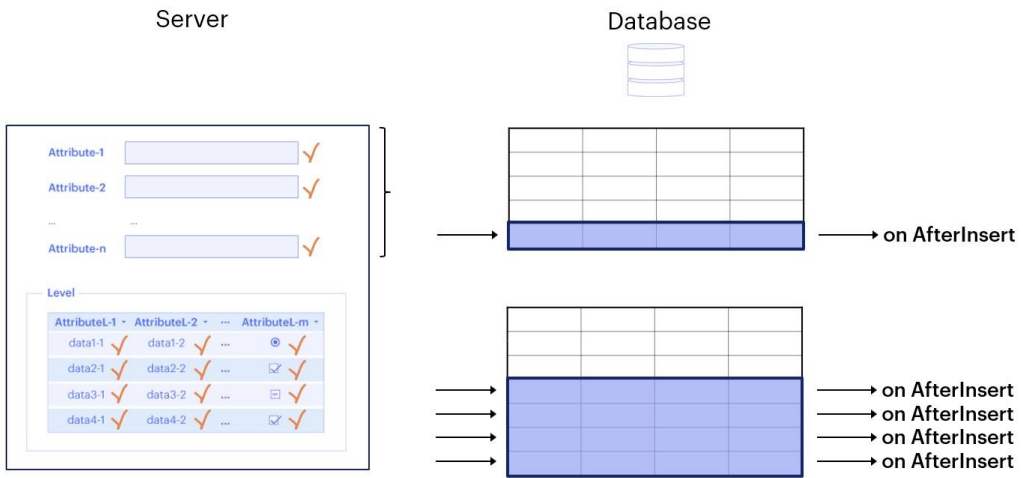 Server
Database
Attribute-1
Attribute-2
... ...
Attribute-n
on AfterInsert
Level
AttributeL-1 AttributeL-2 ... AttributeL-m
data1-1 data1-2 ...
data2-1 data2-2 ...
data3-1 data3-2 ...
data4-1 data4-2 ...
on AfterInsert
on AfterInsert
on AfterInsert
on AfterInsert